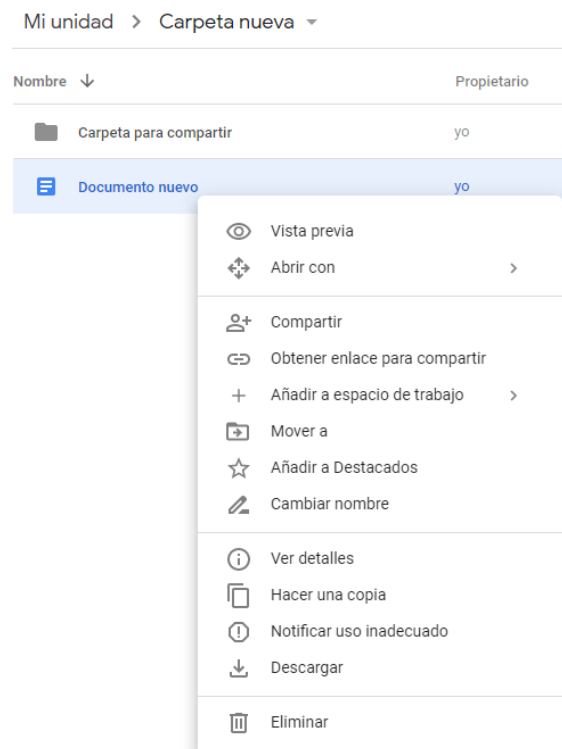 Mi unidad > Carpeta nueva
Nombre ↓ Propietario
Carpeta para compartir yo
Documento nuevo yo
Vista previa
Abrir con >
Compartir
Obtener enlace para compartir
Añadir a espacio de trabajo >
Mover a
Añadir a Destacados
Cambiar nombre
Ver detalles
Hacer una copia
Notificar uso inadecuado
Descargar
Eliminar